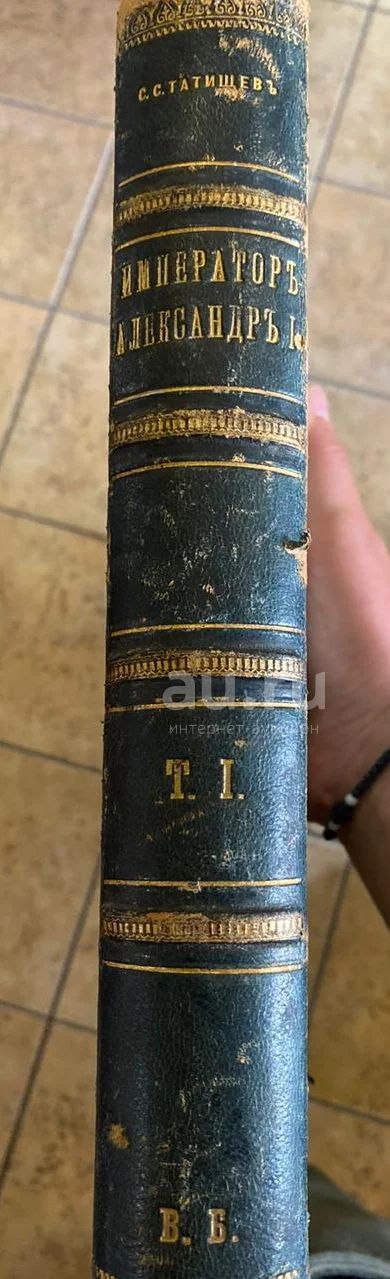 С. С. ТАТИЩЕВЪ
ИМПЕРАТОРЪ
АЛЕКСАНДРЪ
au.ru
интернет-аукцион
Т. I.
В. Б.